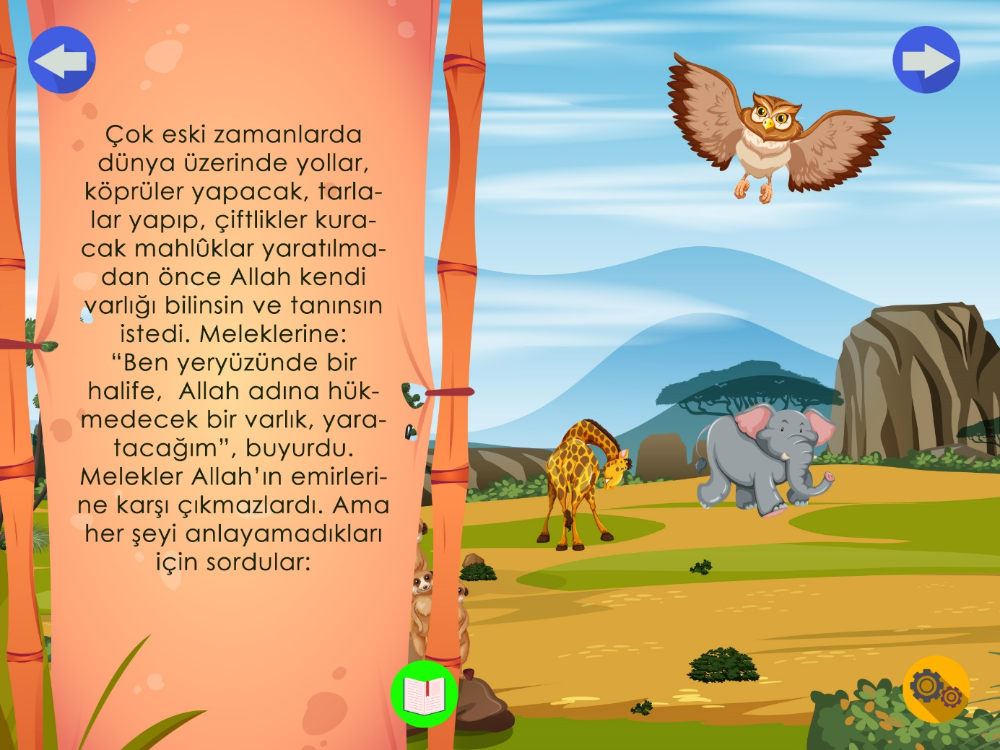 Çok eski zamanlarda
dünya üzerinde yollar,
köprüler yapacak, tarla-
lar yapıp, çiftlikler kura-
cak mahlûklar yaratılma-
dan önce Allah kendi
varlığı bilinsin ve tanınsın
istedi. Meleklerine:
“Ben yeryüzünde bir
halife,  Allah adına hük-
medecek bir varlık, yara-
tacağım”, buyurdu.
Melekler Allah’ın emirleri-
ne karşı çıkmazlardı. Ama
her şeyi anlayamadıkları
için sordular: